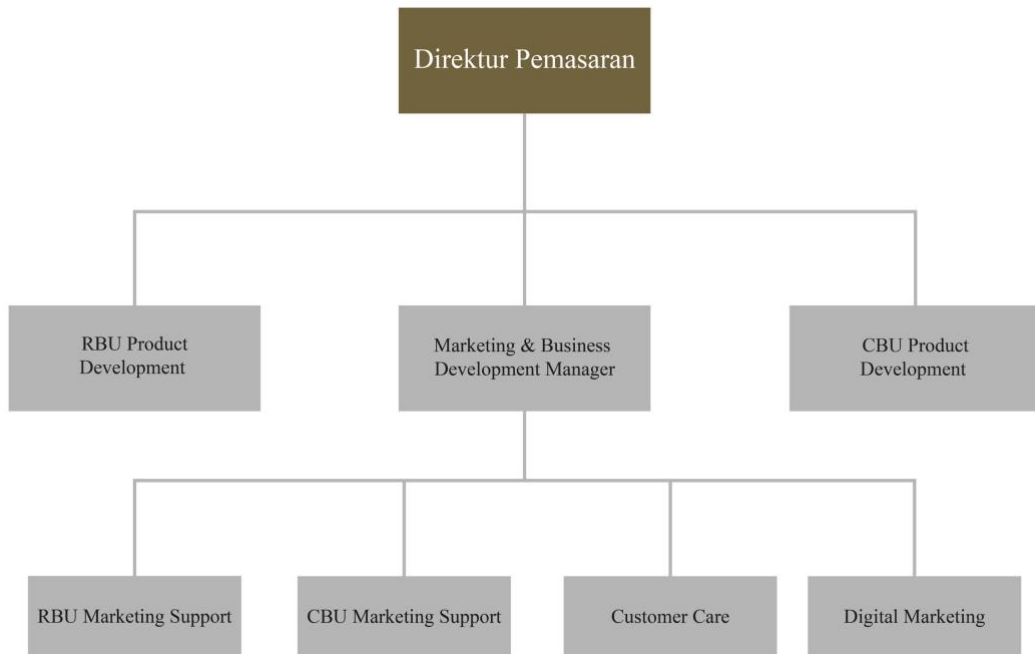 Direktur Pemasaran
RBU Product
Development
Marketing & Business
Development Manager
CBU Product
Development
RBU Marketing Support
CBU Marketing Support
Customer Care
Digital Marketing